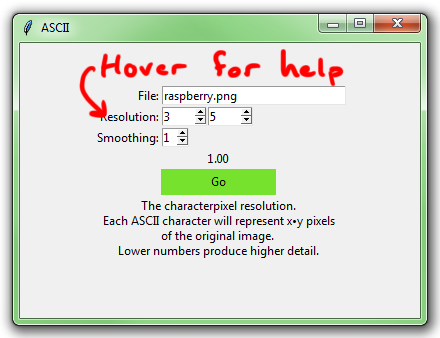 ASCII
Hover for help
File: raspberry.png
Resolution: 3 5
Smoothing: 1
1.00
Go
The characterpixel resolution.
Each ASCII character will represent x•y pixels
of the original image.
Lower numbers produce higher detail.